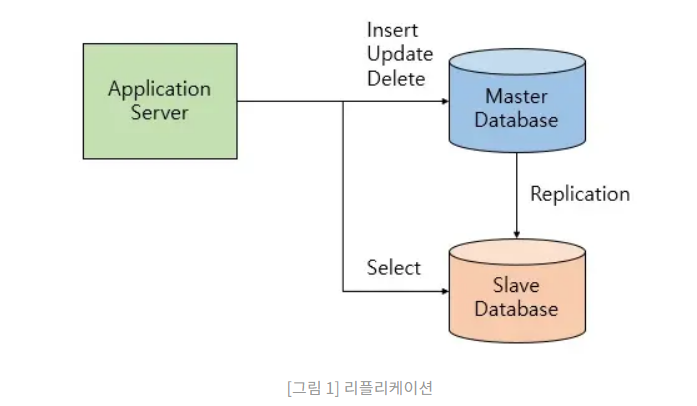 Application
Server
Insert
Update
Delete
Master
Database
Replication
Select
Slave
Database
[그림 1] 리플리케이션